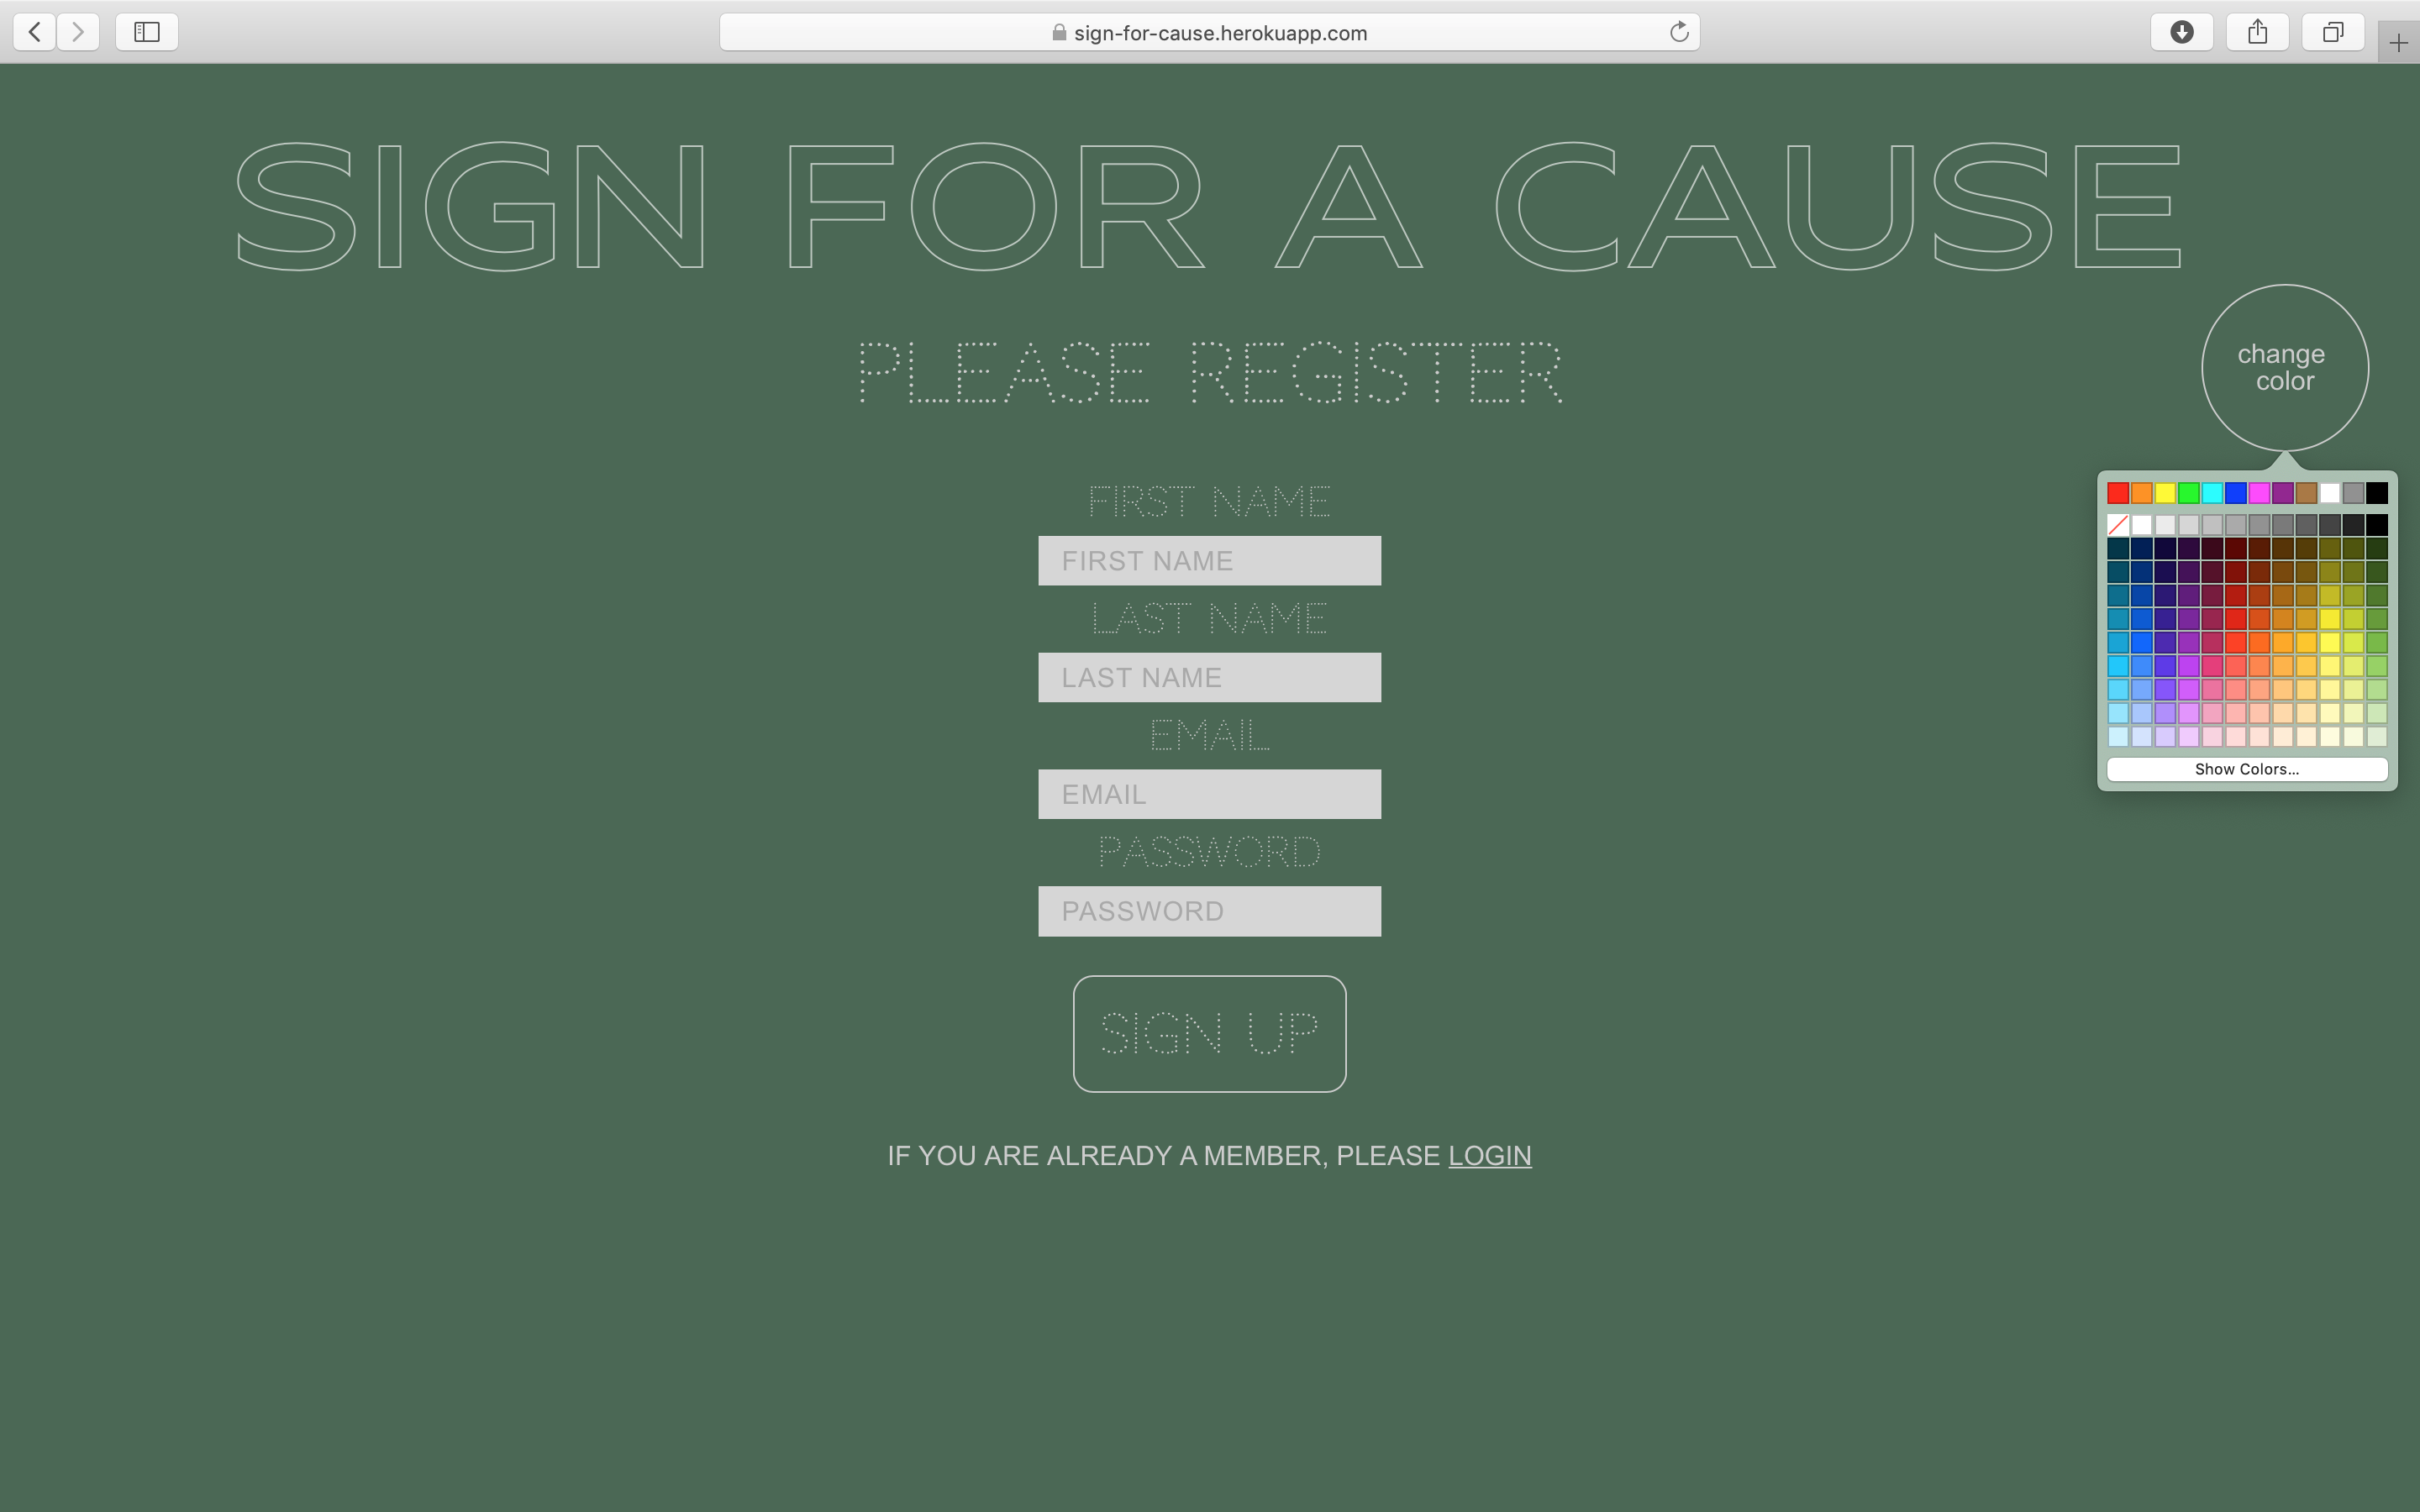 sign-for-cause.herokuapp.com
SIGN FOR A CAUSE
PLEASE REGISTER
change
color
FIRST NAME
FIRST NAME
LAST NAME
LAST NAME
EMAIL
EMAIL
PASSWORD
PASSWORD
Show Colors...
SIGN UP
IF YOU ARE ALREADY A MEMBER, PLEASE LOGIN